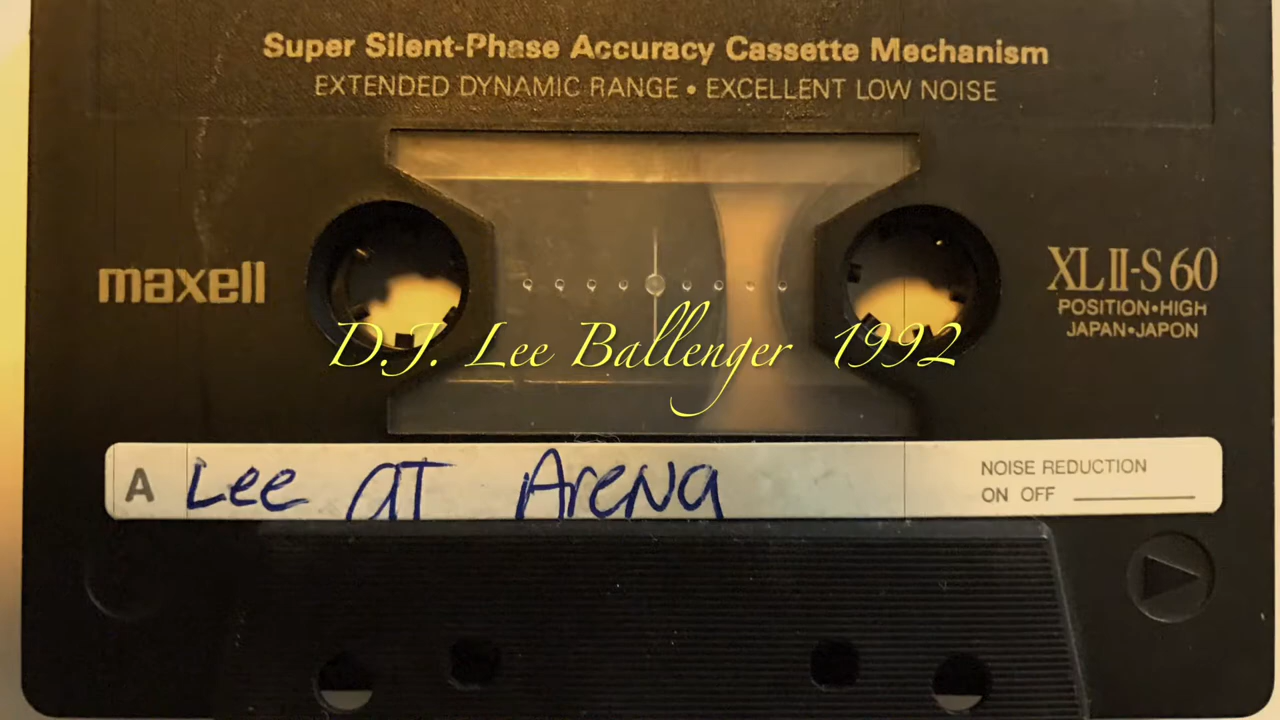 Super Silent-Phase Accuracy Cassette Mechanism
EXTENDED DYNAMIC RANGE • EXCELLENT LOW NOISE
maxell
XLII-S 60
POSITION•HIGH
JAPAN•JAPON
D.J. Lee Ballenger 1992
A Lee at Arena
NOISE REDUCTION
ON OFF